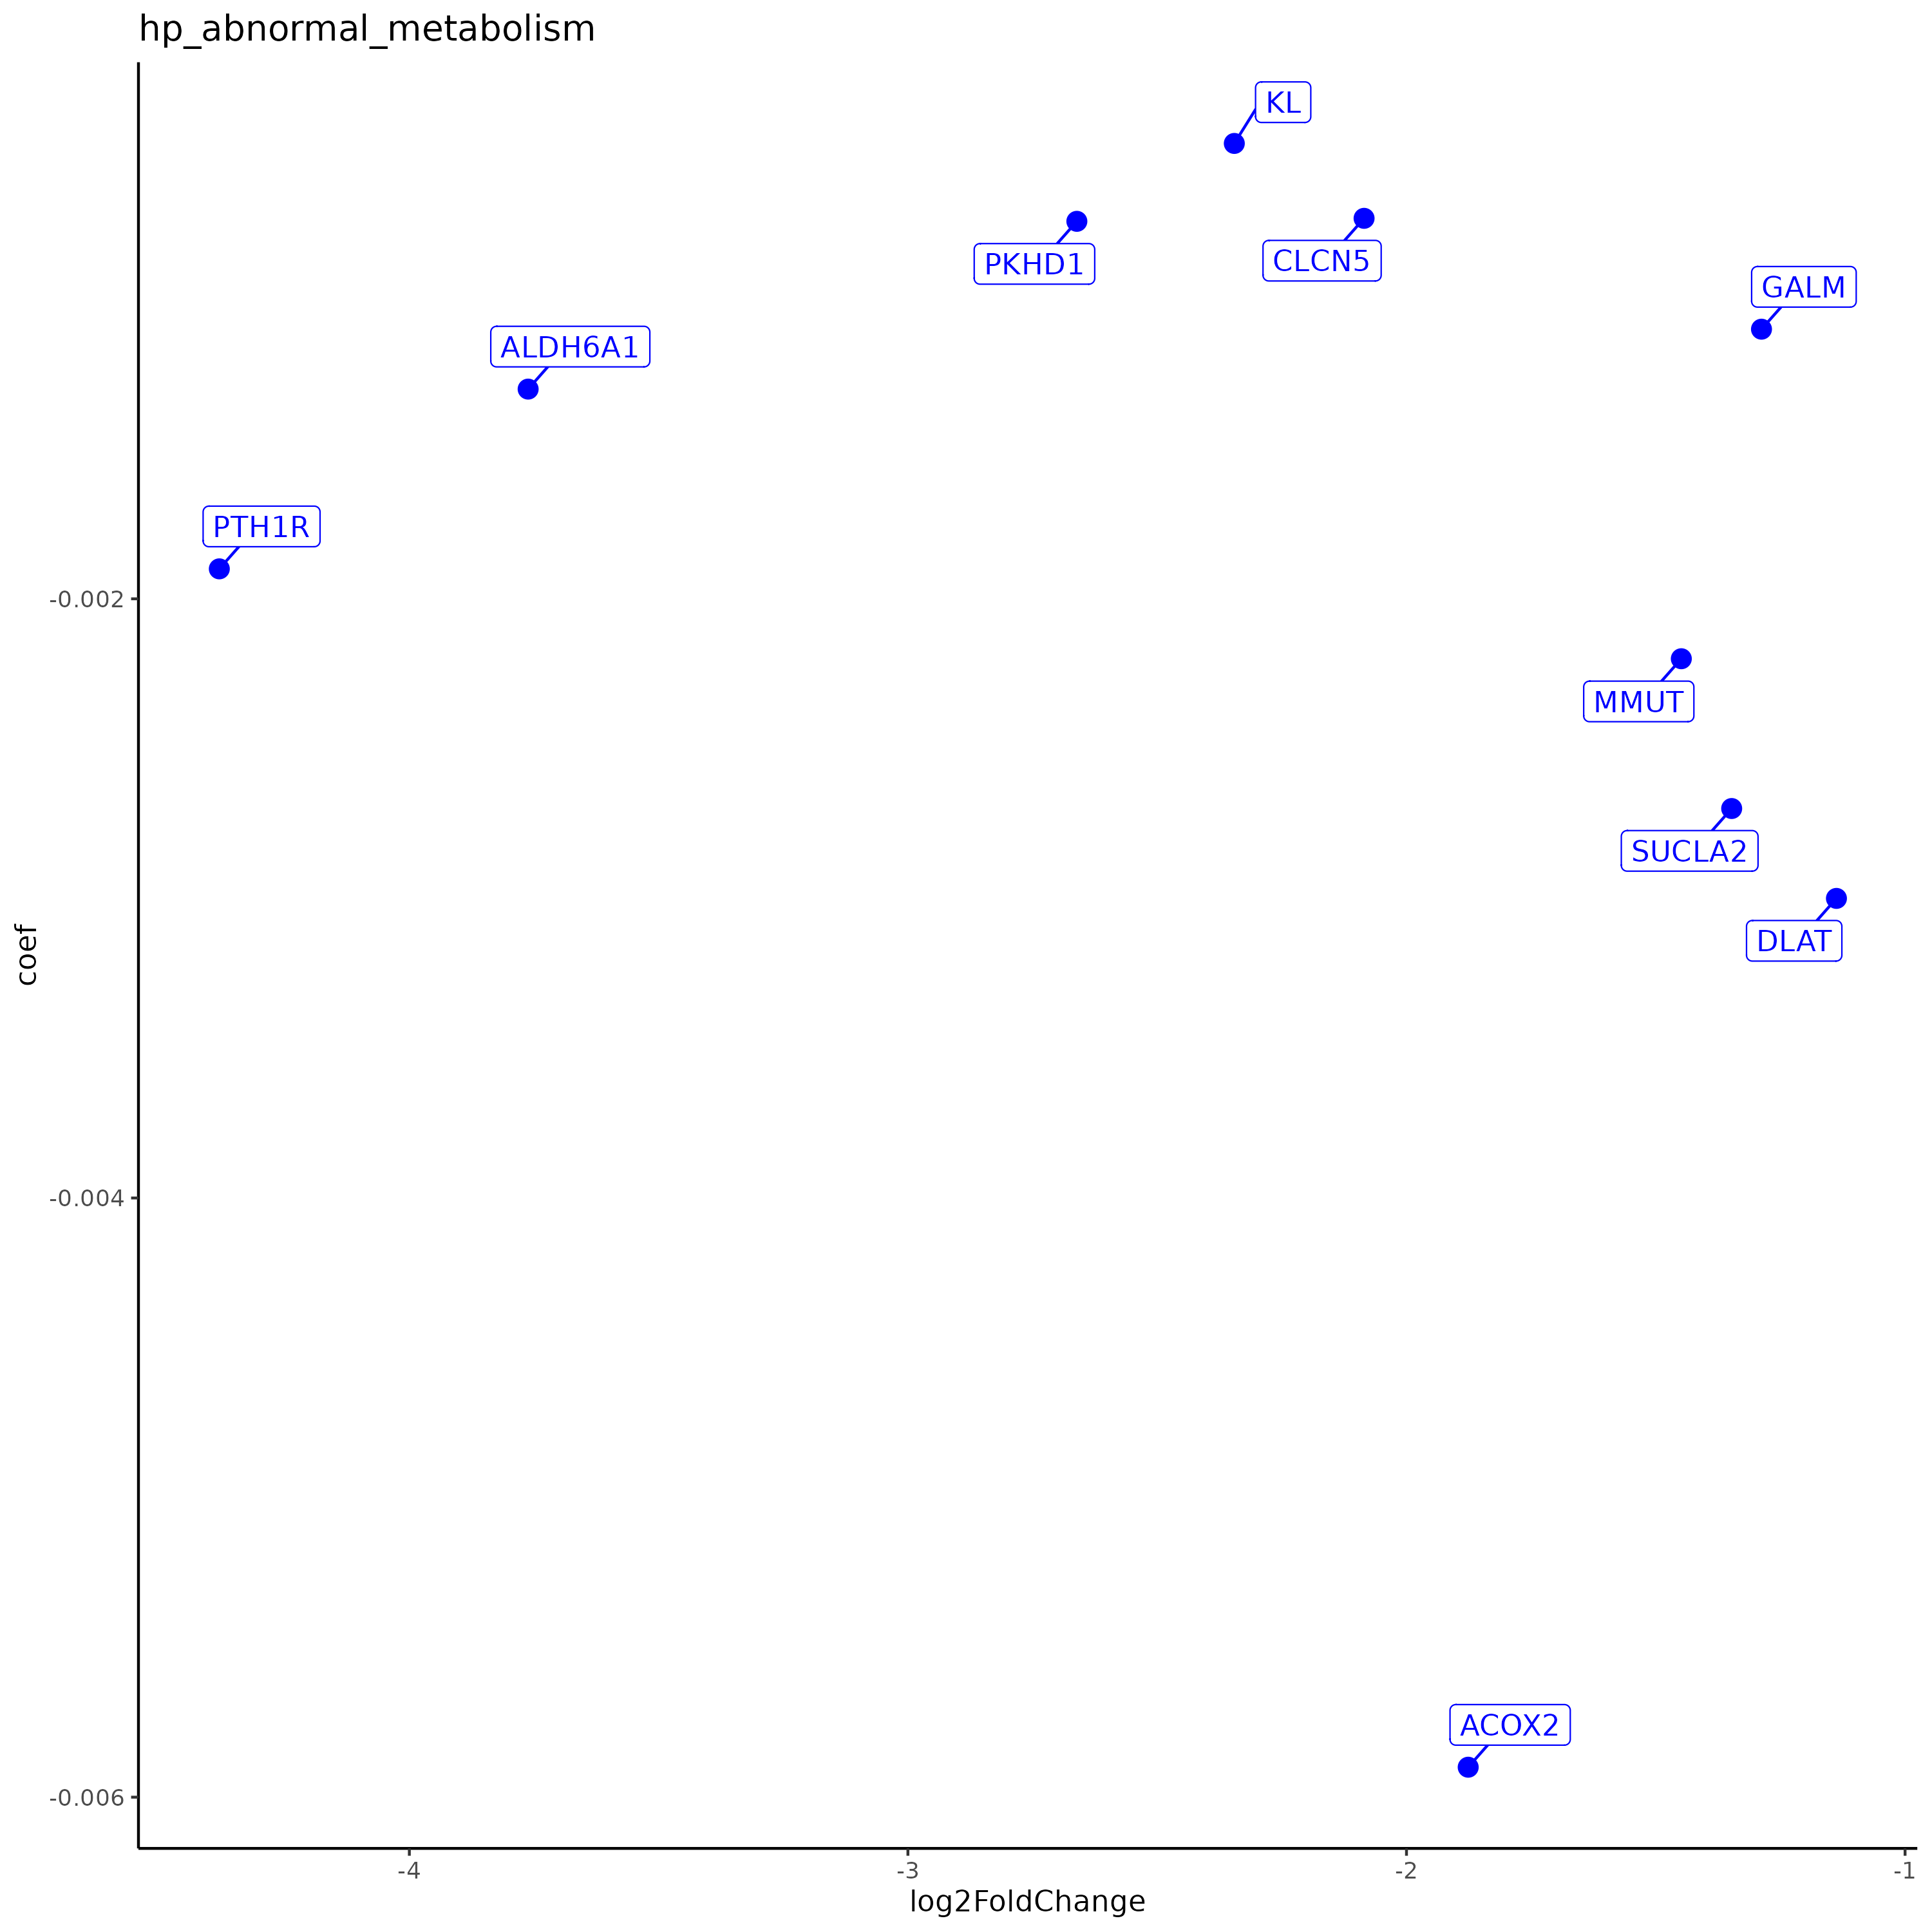 hp_abnormal_metabolism
KL
PKHD1
CLCN5
GALM
ALDH6A1
PTH1R
-0.002
MMUT
SUCLA2
DLAT
coef
-0.004
ACOX2
-0.006
-4
-3
-2
-1
log2FoldChange